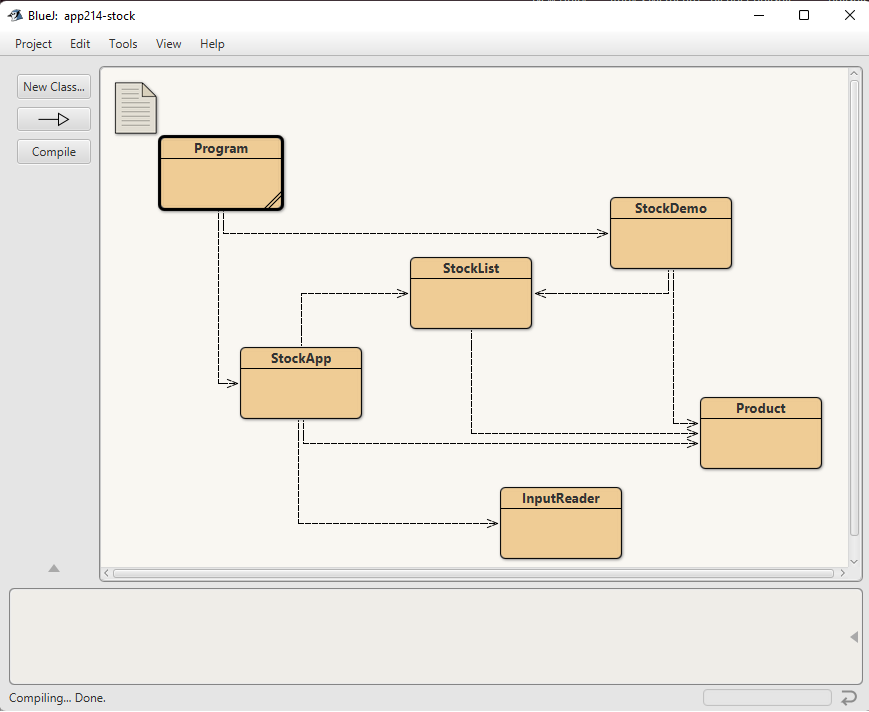 BlueJ: app214-stock
Project Edit Tools View Help
New Class...
Compile
Program
StockDemo
StockList
StockApp
Product
InputReader
Compiling... Done.